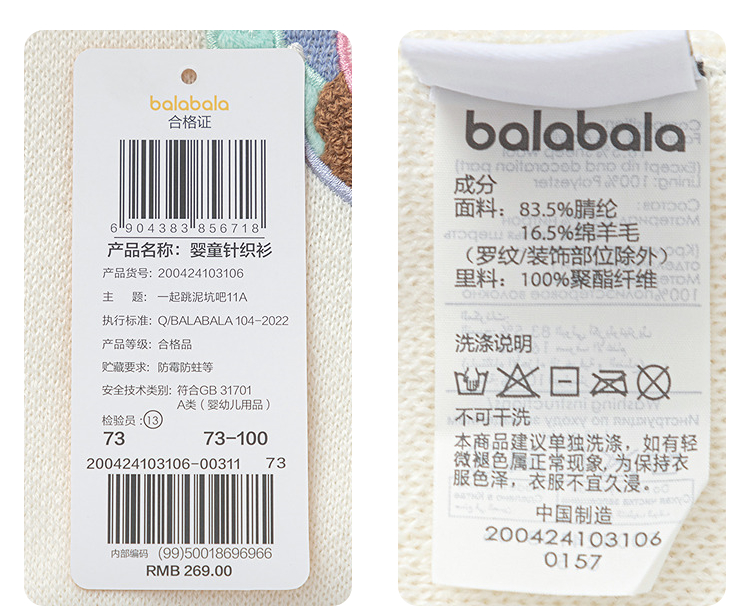 balabala
合格证
6 904383 856718
产品名称：婴童针织衫
产品货号：200424103106
主 题：一起跳泥坑吧11A
执行标准：Q/BALABALA 104-2022
产品等级：合格品
贮藏要求：防霉防蛀等
安全技术类别：符合GB 31701
A类（婴幼儿用品）
检验员：13
73 73-100
200424103106-00311 73
内部编码 (99)50018696966
RMB 269.00
balabala
成分
面料：83.5%腈纶
16.5%绵羊毛
（罗纹/装饰部位除外）
里料：100%聚酯纤维
洗涤说明
不可干洗
本商品建议单独洗涤，如有轻
微褪色属正常现象，为保持衣
服色泽，衣服不宜久浸。
中国制造
200424103106
0157